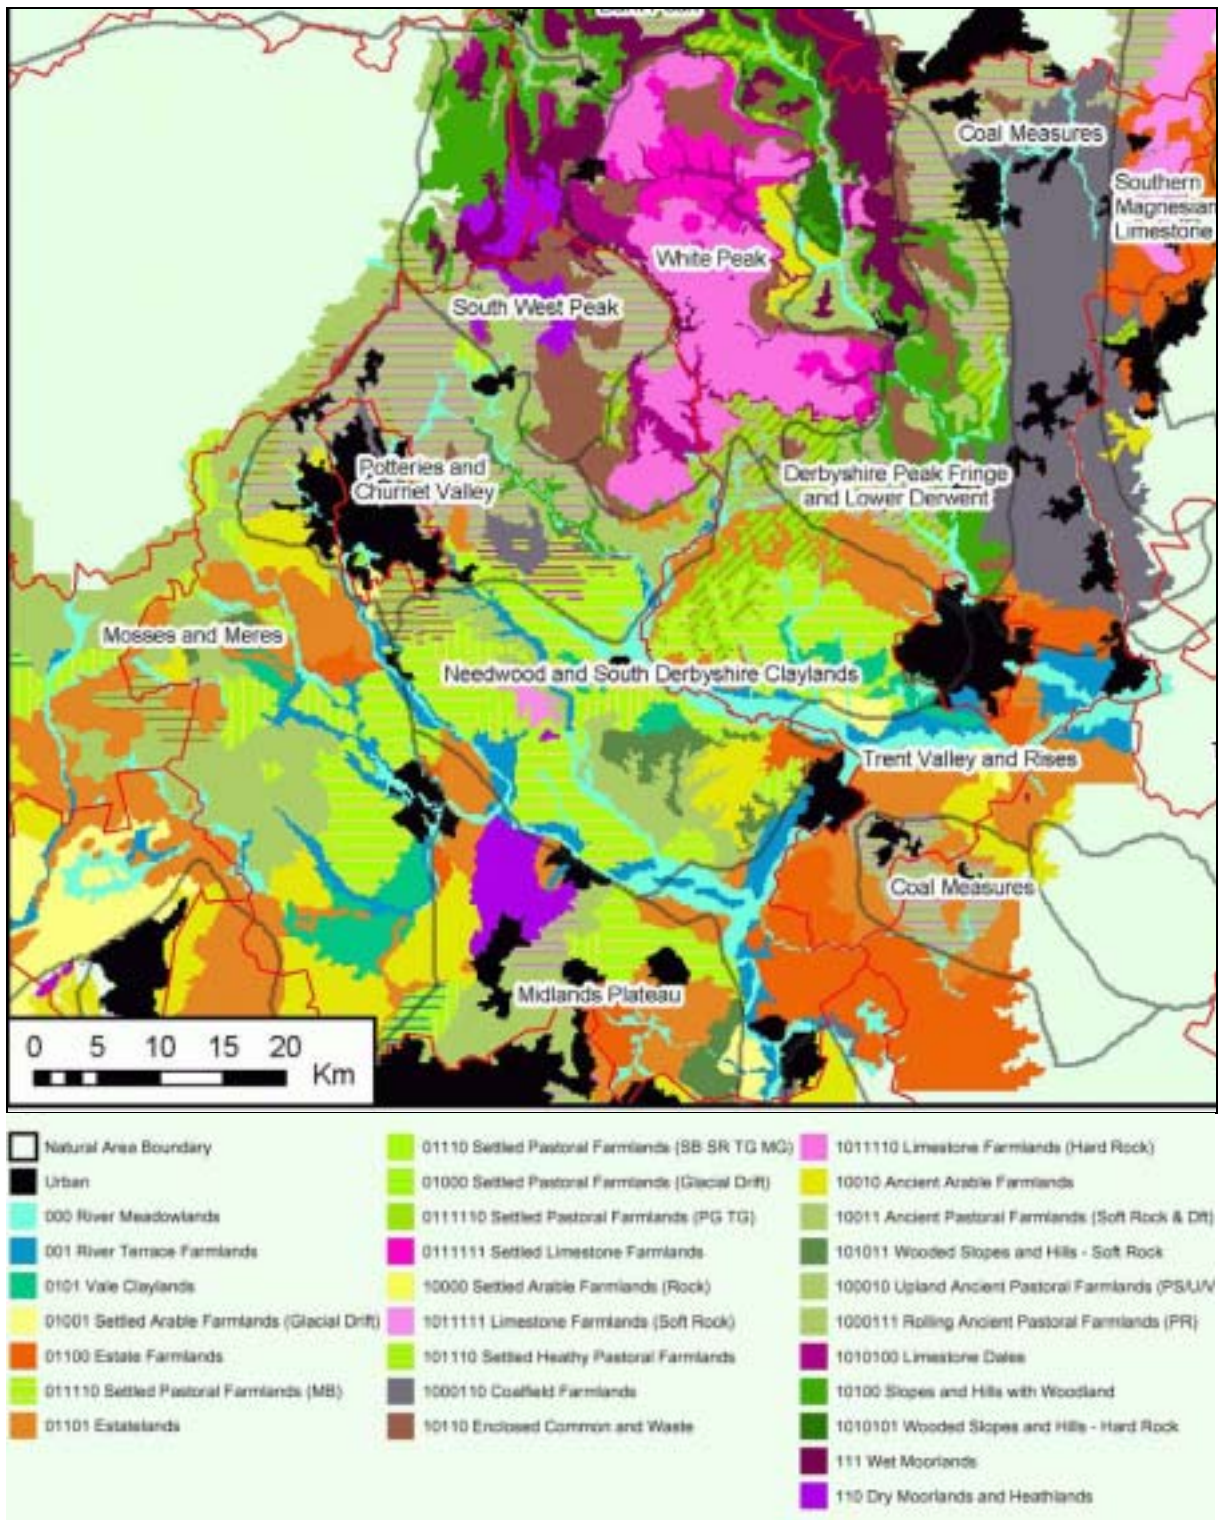 Coal Measures
Southern
Magnesian
Limestone
White Peak
South West Peak
Potteries and
Churnet Valley
Derbyshire Peak Fringe
and Lower Derwent
Mosses and Meres
Needwood and South Derbyshire Claylands
Trent Valley and Rises
Coal Measures
Midlands Plateau
0 5 10 15 20
Km
Natural Area Boundary
Urban
000 River Meadowlands
001 River Terrace Farmlands
0101 Vale Claylands
01001 Settled Arable Farmlands (Glacial Drift)
01100 Estate Farmlands
011110 Settled Pastoral Farmlands (MB)
01101 Estatelands
01110 Settled Pastoral Farmlands (SB SR TG MG)
01000 Settled Pastoral Farmlands (Glacial Drift)
0111110 Settled Pastoral Farmlands (PG TG)
0111111 Settled Limestone Farmlands
10000 Settled Arable Farmlands (Rock)
1011111 Limestone Farmlands (Soft Rock)
101110 Settled Heathy Pastoral Farmlands
1000110 Coalfield Farmlands
10110 Enclosed Common and Waste
1011110 Limestone Farmlands (Hard Rock)
10010 Ancient Arable Farmlands
10011 Ancient Pastoral Farmlands (Soft Rock & Dft)
101011 Wooded Slopes and Hills - Soft Rock
100010 Upland Ancient Pastoral Farmlands (PS/U/V
1000111 Rolling Ancient Pastoral Farmlands (PR)
1010100 Limestone Dales
10100 Slopes and Hills with Woodland
1010101 Wooded Slopes and Hills - Hard Rock
111 Wet Moorlands
110 Dry Moorlands and Heathlands